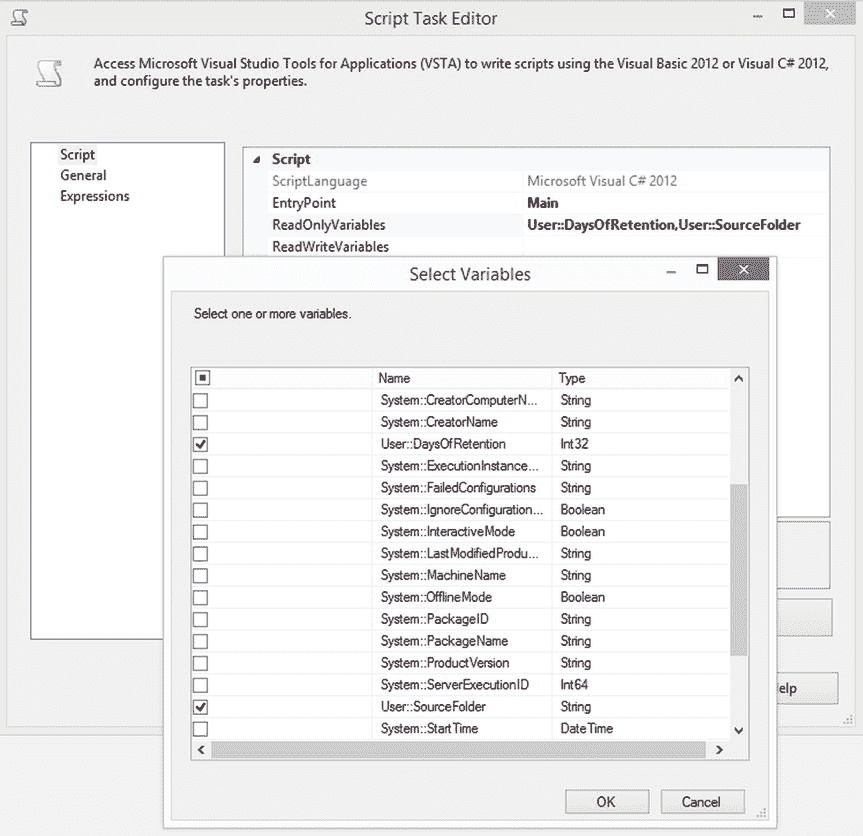 Script Task Editor
Access Microsoft Visual Studio Tools for Applications (VSTA) to write scripts using the Visual Basic 2012 or Visual C# 2012,
and configure the task's properties.
Script
General
Expressions
Script
ScriptLanguage Microsoft Visual C# 2012
EntryPoint Main
ReadOnlyVariables User::DaysOfRetention,User::SourceFolder
ReadWriteVariables
Select Variables
Select one or more variables.
Name Type
System::CreatorComputerN... String
System::CreatorName String
User::DaysOfRetention Int32
System::ExecutionInstance... String
System::FailedConfigurations String
System::IgnoreConfiguration... Boolean
System::InteractiveMode Boolean
System::LastModifiedProdu... String
System::MachineName String
System::OfflineMode Boolean
System::PackageID String
System::PackageName String
System::ProductVersion String
System::ServerExecutionID Int64
User::SourceFolder String
System::StartTime DateTime
elp
OK Cancel